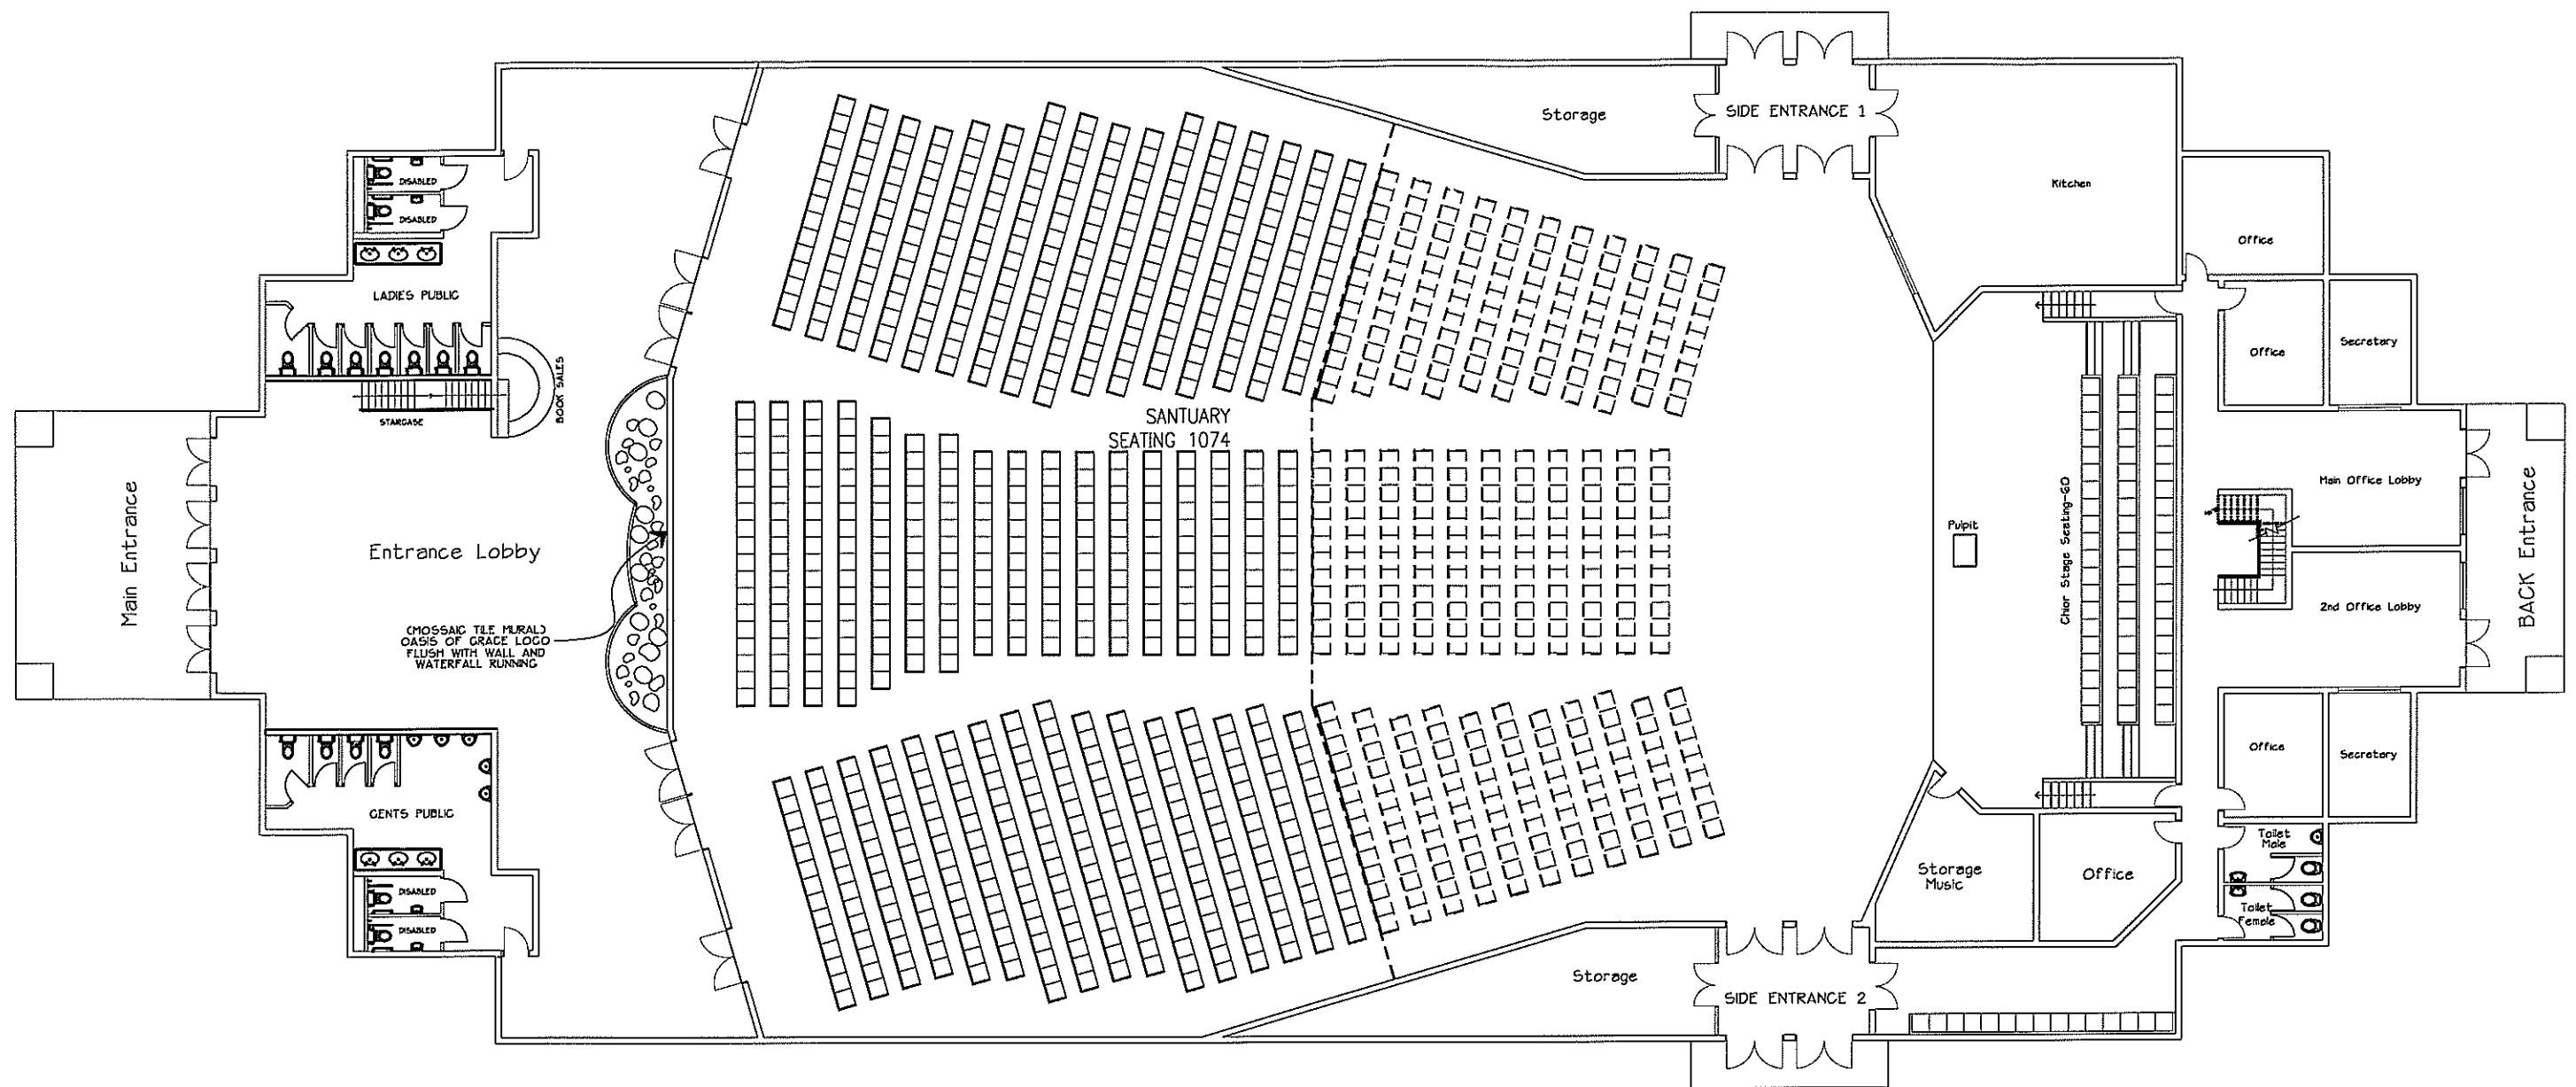 Storage
SIDE ENTRANCE 1
Kitchen
DISABLED
DISABLED
Office
LADIES PUBLIC
Office
Secretary
BOOK SALES
STARCASE
SANTUARY
SEATING 1074
Main Entrance
Entrance Lobby
Pulpit
Chior Stage Seating-60
Main Office Lobby
BACK Entrance
2nd Office Lobby
(MOSSAIC TILE MURAL)
OASIS OF GRACE LOGO
FLUSH WITH WALL AND
WATERFALL RUNNING
Office
Secretary
GENTS PUBLIC
Toilet
Male
Storage
Music
Office
DISABLED
Toilet
Female
DISABLED
Storage
SIDE ENTRANCE 2